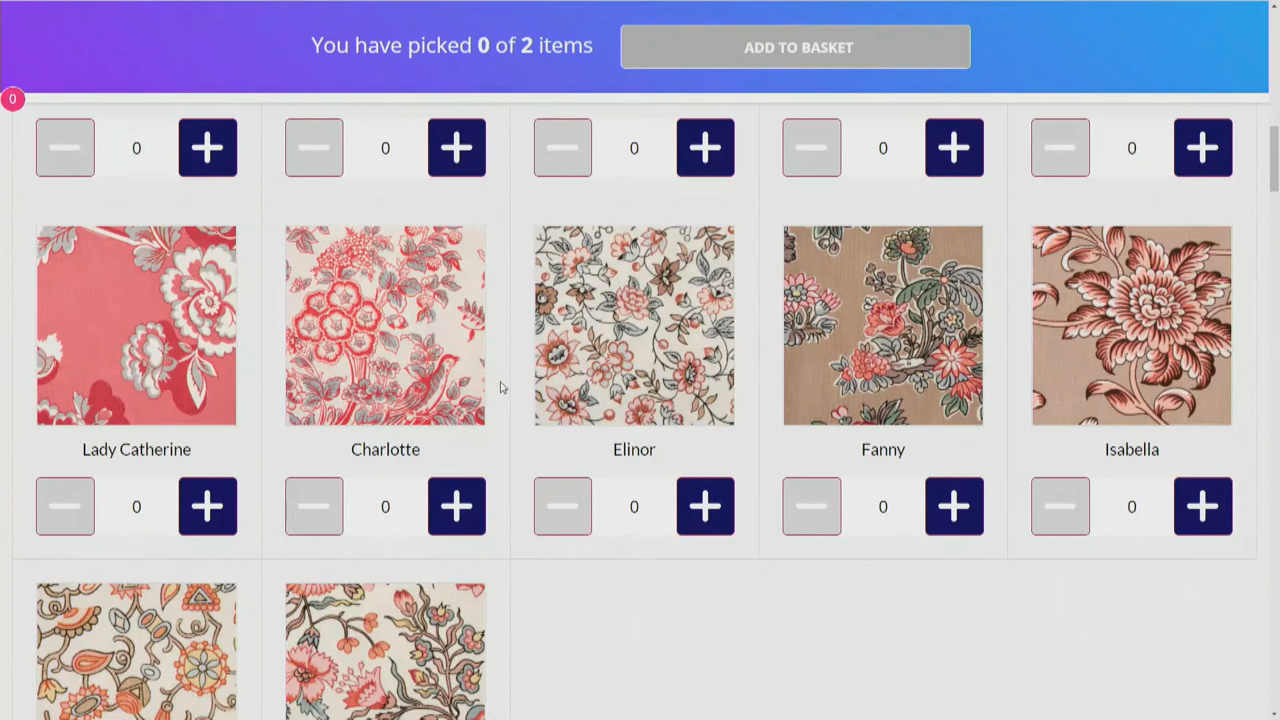 You have picked 0 of 2 items
ADD TO BASKET
0
0 0 0 0 0
Lady Catherine Charlotte Elinor Fanny Isabella
0 0 0 0 0